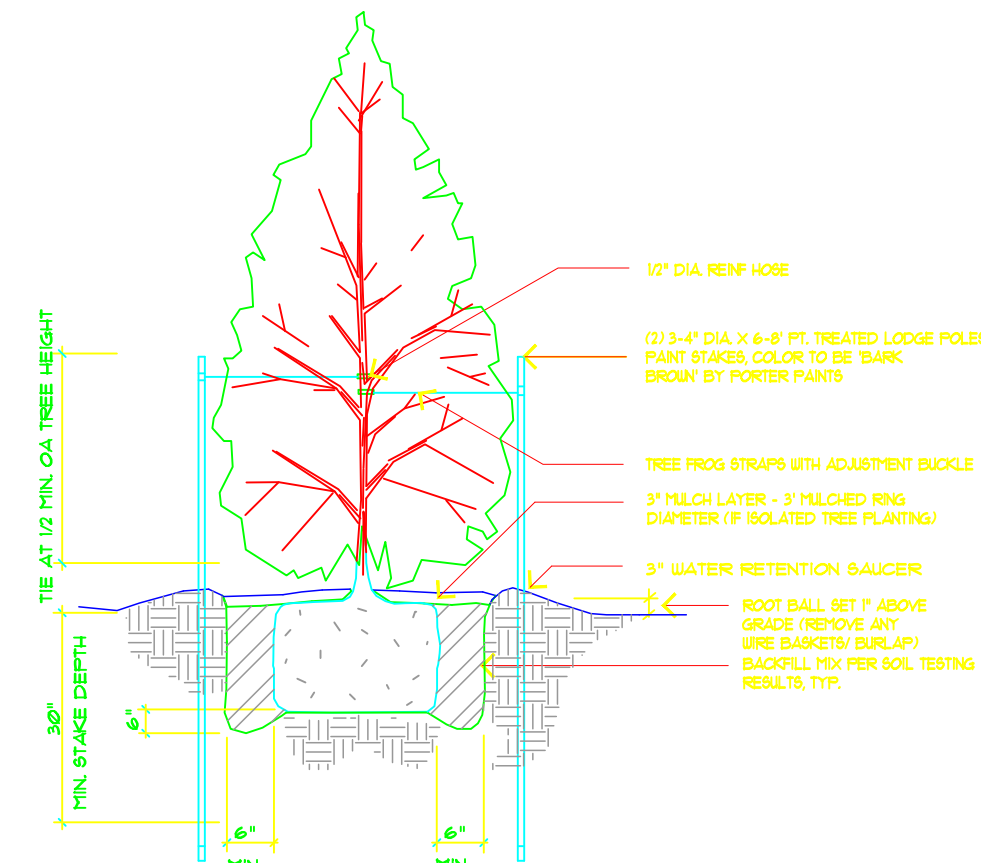 1/2" DIA. REINF HOSE
(2) 3-4" DIA. X 6-8' PT. TREATED LODGE POLES
PAINT STAKES, COLOR TO BE 'BARK
BROWN' BY PORTER PAINTS
TREE FROG STRAPS WITH ADJUSTMENT BUCKLE
3" MULCH LAYER - 3' MULCHED RING
DIAMETER (IF ISOLATED TREE PLANTING)
3" WATER RETENTION SAUCER
ROOT BALL SET 1" ABOVE
GRADE (REMOVE ANY
WIRE BASKETS/ BURLAP)
BACKFILL MIX PER SOIL TESTING
RESULTS, TYP.
TIE AT 1/2 MIN. OA TREE HEIGHT
30"
MIN. STAKE DEPTH
6"
6"
6"